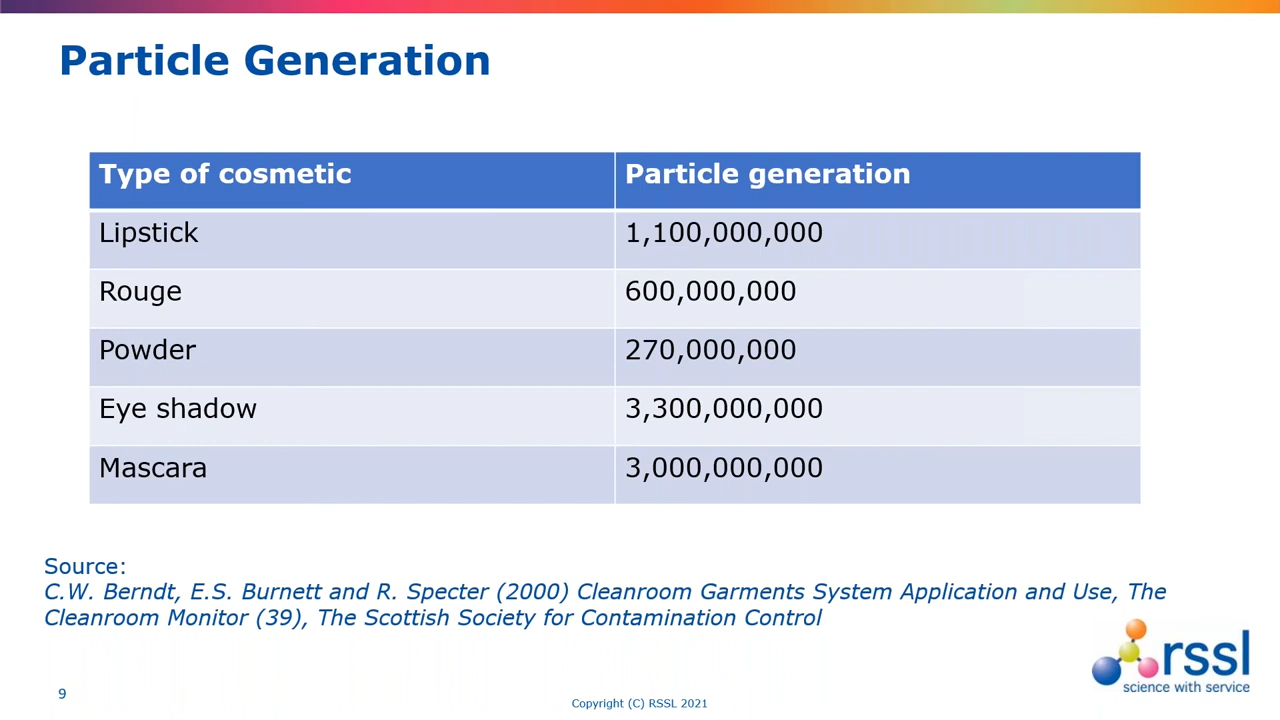 Particle Generation
Type of cosmetic Particle generation
Lipstick 1,100,000,000
Rouge 600,000,000
Powder 270,000,000
Eye shadow 3,300,000,000
Mascara 3,000,000,000
Source:
C.W. Berndt, E.S. Burnett and R. Specter (2000) Cleanroom Garments System Application and Use, The
Cleanroom Monitor (39), The Scottish Society for Contamination Control
rssl
science with service
9
Copyright (C) RSSL 2021